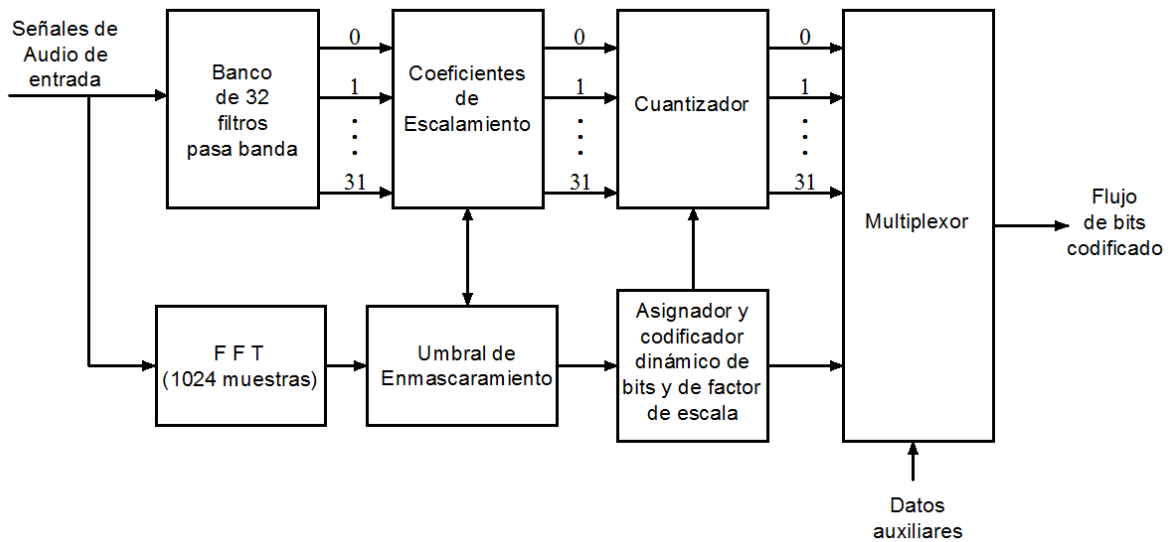 Señales de
Audio de
entrada
Banco
de 32
filtros
pasa banda
0
1
31
Coeficientes
de
Escalamiento
0
1
31
Cuantizador
0
1
31
Multiplexor
Flujo
de bits
codificado
F F T
(1024 muestras)
Umbral de
Enmascaramiento
Asignador y
codificador
dinámico de
bits y de factor
de escala
Datos
auxiliares